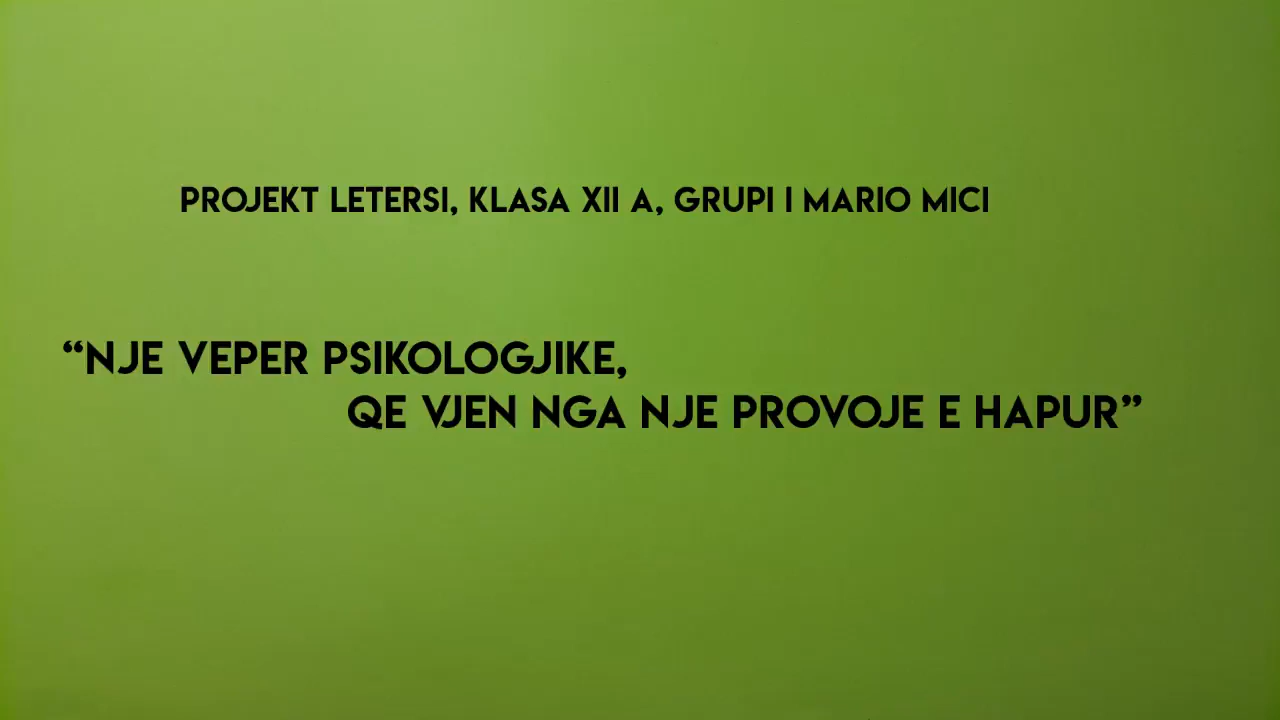 PROJEKT LETERSI, KLASA XII A, GRUPI I MARIO MICI
“NJE VEPER PSIKOLOGJIKE,
QE VJEN NGA NJE PROVOJE E HAPUR”